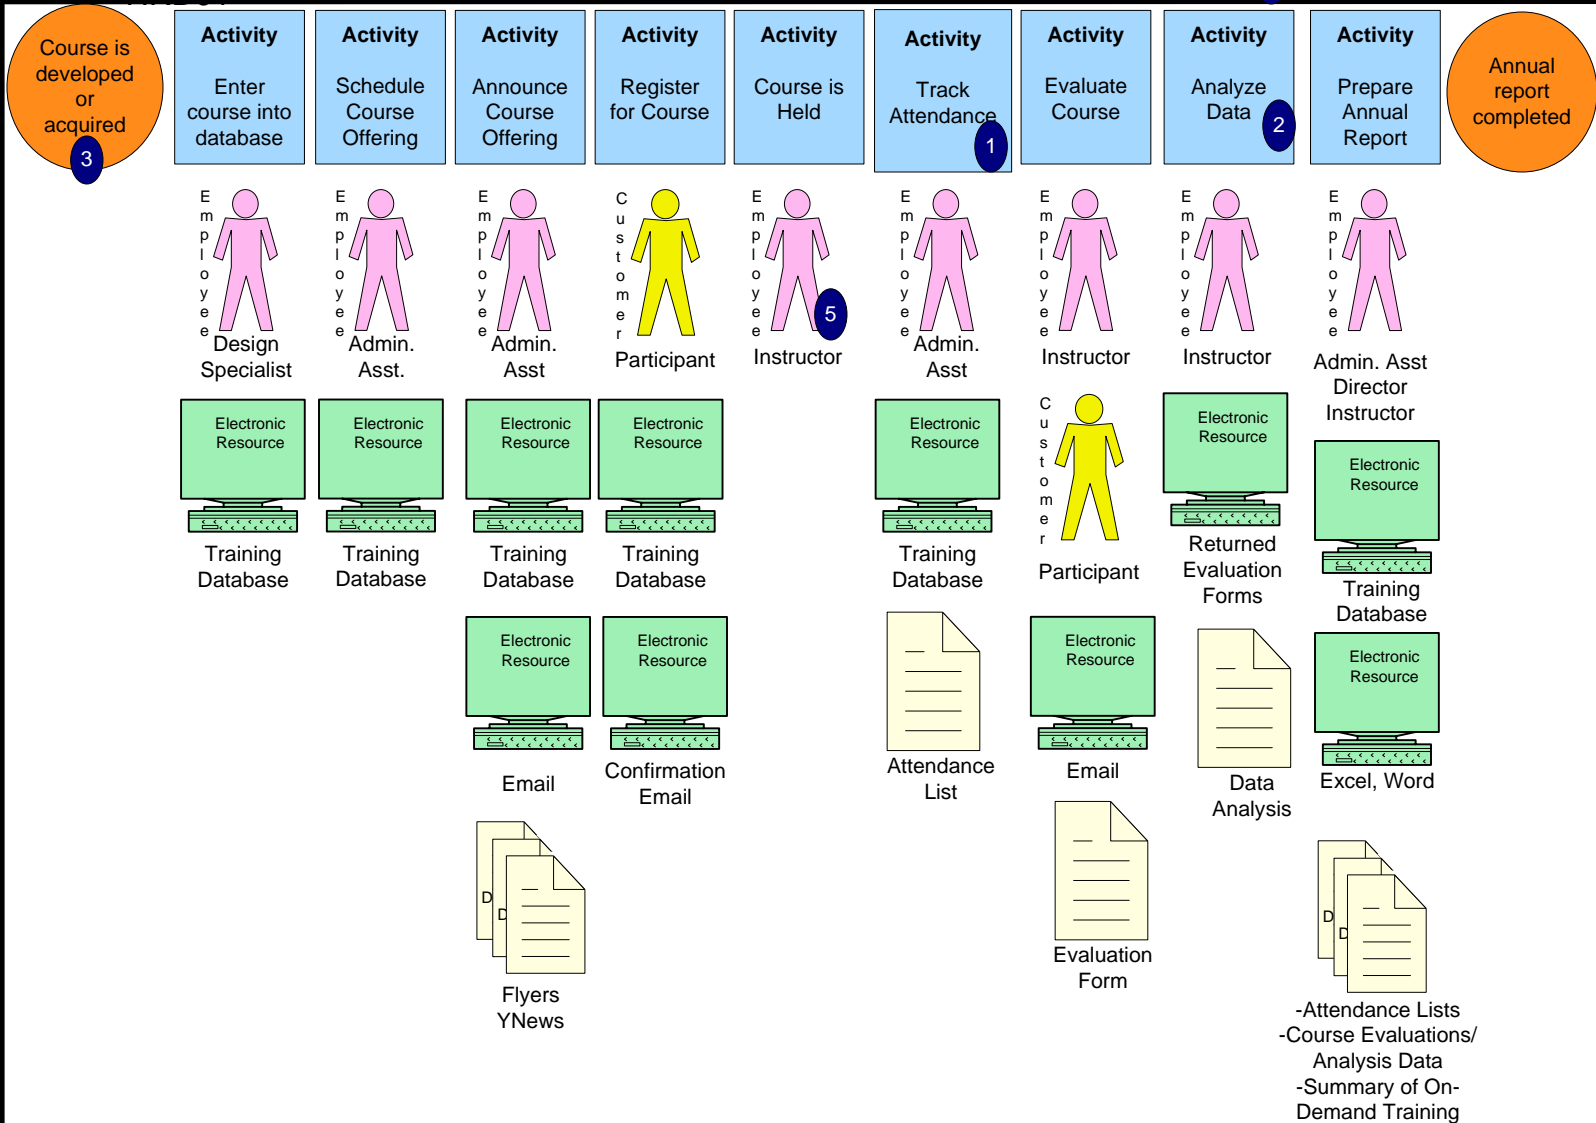 Course is
developed
or
acquired
3
Activity
Enter
course into
database
Activity
Schedule
Course
Offering
Activity
Announce
Course
Offering
Activity
Register
for Course
Activity
Course is
Held
Activity
Track
Attendance
1
Activity
Evaluate
Course
Activity
Analyze
Data
2
Activity
Prepare
Annual
Report
Annual
report
completed
Employee
Design
Specialist
Employee
Admin.
Asst.
Employee
Admin.
Asst
Customer
Participant
Employee
5
Instructor
Employee
Admin.
Asst
Employee
Instructor
Employee
Instructor
Employee
Admin. Asst
Director
Instructor
Electronic
Resource
Training
Database
Electronic
Resource
Training
Database
Electronic
Resource
Training
Database
Electronic
Resource
Training
Database
Electronic
Resource
Training
Database
Customer
Participant
Electronic
Resource
Returned
Evaluation
Forms
Electronic
Resource
Training
Database
Electronic
Resource
Email
Electronic
Resource
Confirmation
Email
Attendance
List
Electronic
Resource
Email
Data
Analysis
Electronic
Resource
Excel, Word
D
D
Flyers
YNews
Evaluation
Form
D
D
-Attendance Lists
-Course Evaluations/
Analysis Data
-Summary of On-
Demand Training